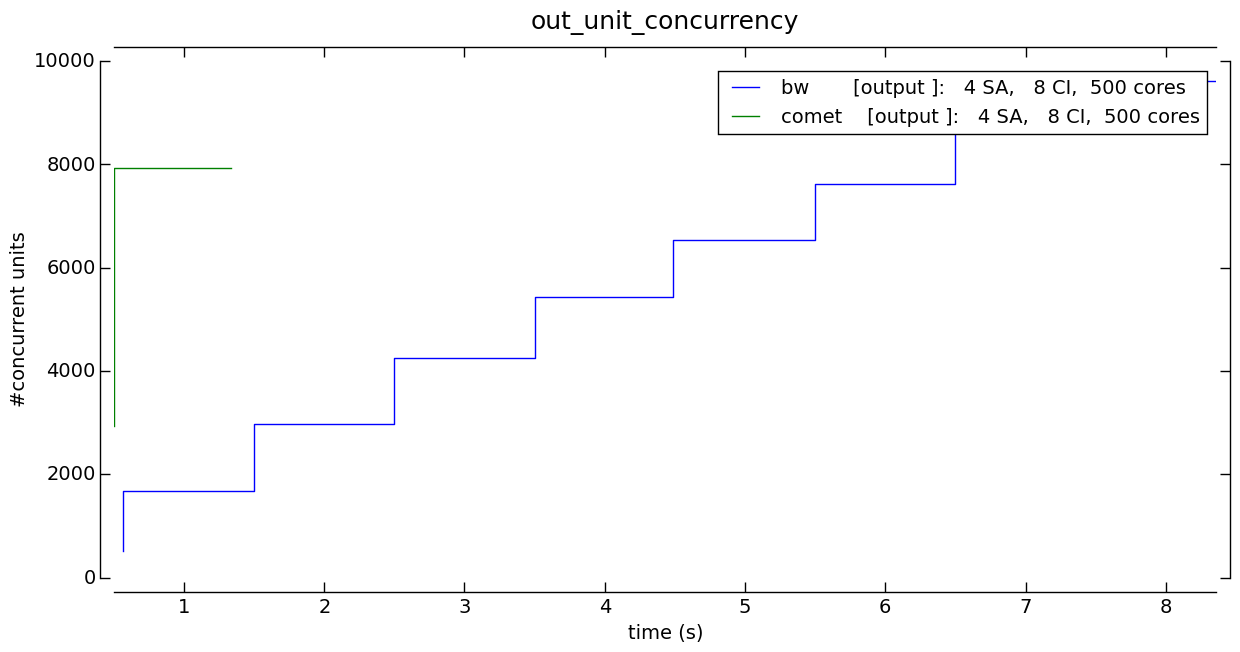 out_unit_concurrency
10000
8000
6000
4000
2000
0
#concurrent units
bw [output ]: 4 SA, 8 CI, 500 cores
comet [output ]: 4 SA, 8 CI, 500 cores
1 2 3 4 5 6 7 8
time (s)